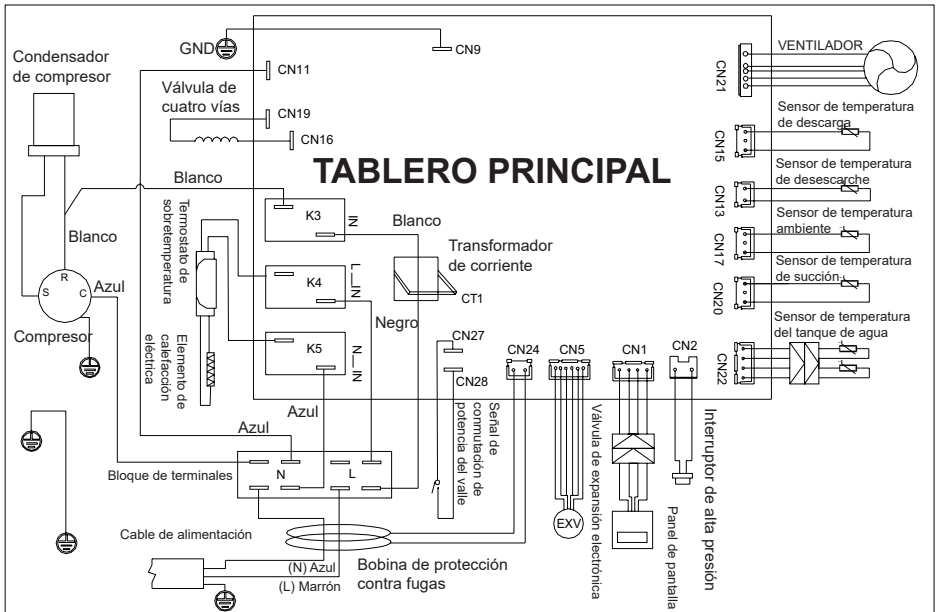 GND
CN9
CN11
Condensador
de compresor
Válvula de
cuatro vías
CN19
CN16
TABLERO PRINCIPAL
VENTILADOR
CN21
Sensor de temperatura
de descarga
CN15
Sensor de temperatura
de desescarche
CN13
Sensor de temperatura
ambiente
CN17
Sensor de temperatura
de succión
CN20
Sensor de temperatura
del tanque de agua
CN22
Blanco
K3
IN
Blanco
Transformador
de corriente
CT1
Termostato de
sobretemperatura
K4
L_IN
Negro
Blanco
R
S
C
Azul
Compresor
Elemento de
calefacción
eléctrica
K5
N_IN
CN27
CN28
CN24
CN5
CN1
CN2
Azul
Azul
Bloque de terminales
N
L
Señal de
conmutación de
potencia del valle
Válvula de expansión electrónica
EXV
Panel de pantalla
Interruptor de alta presión
Cable de alimentación
(N) Azul
(L) Marrón
Bobina de protección
contra fugas